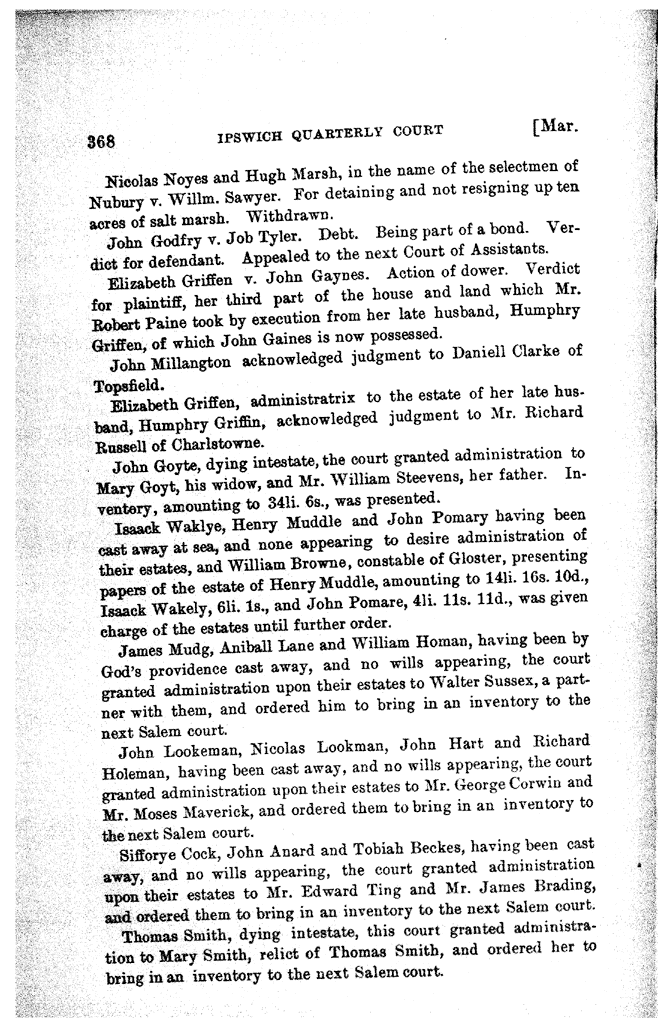 368 IPSWICH QUARTERLY COURT [Mar.
Nicolas Noyes and Hugh Marsh, in the name of the selectmen of
Nubury v. Willm. Sawyer. For detaining and not resigning up ten
acres of salt marsh. Withdrawn.
John Godfry v. Job Tyler. Debt. Being part of a bond. Ver-
dict for defendant. Appealed to the next Court of Assistants.
Elizabeth Griffen v. John Gaynes. Action of dower. Verdict
for plaintiff, her third part of the house and land which Mr.
Robert Paine took by execution from her late husband, Humphry
Griffen, of which John Gaines is now possessed.
John Millangton acknowledged judgment to Daniell Clarke of
Topsfield.
Elizabeth Griffen, administratrix to the estate of her late hus-
band, Humphry Griffin, acknowledged judgment to Mr. Richard
Russell of Charlstowne.
John Goyte, dying intestate, the court granted administration to
Mary Goyt, his widow, and Mr. William Steevens, her father. In-
ventory, amounting to 34li. 6s., was presented.
Isaack Waklye, Henry Muddle and John Pomary having been
cast away at sea, and none appearing to desire administration of
their estates, and William Browne, constable of Gloster, presenting
papers of the estate of Henry Muddle, amounting to 14li. 16s. 10d.,
Isaack Wakely, 6li. 1s., and John Pomare, 4li. 11s. 11d., was given
charge of the estates until further order.
James Mudg, Aniball Lane and William Homan, having been by
God's providence cast away, and no wills appearing, the court
granted administration upon their estates to Walter Sussex, a part-
ner with them, and ordered him to bring in an inventory to the
next Salem court.
John Lookeman, Nicolas Lookman, John Hart and Richard
Holeman, having been cast away, and no wills appearing, the court
granted administration upon their estates to Mr. George Corwin and
Mr. Moses Maverick, and ordered them to bring in an inventory to
the next Salem court.
Sifforye Cock, John Anard and Tobiah Beckes, having been cast
away, and no wills appearing, the court granted administration
upon their estates to Mr. Edward Ting and Mr. James Brading,
and ordered them to bring in an inventory to the next Salem court.
Thomas Smith, dying intestate, this court granted administra-
tion to Mary Smith, relict of Thomas Smith, and ordered her to
bring in an inventory to the next Salem court.